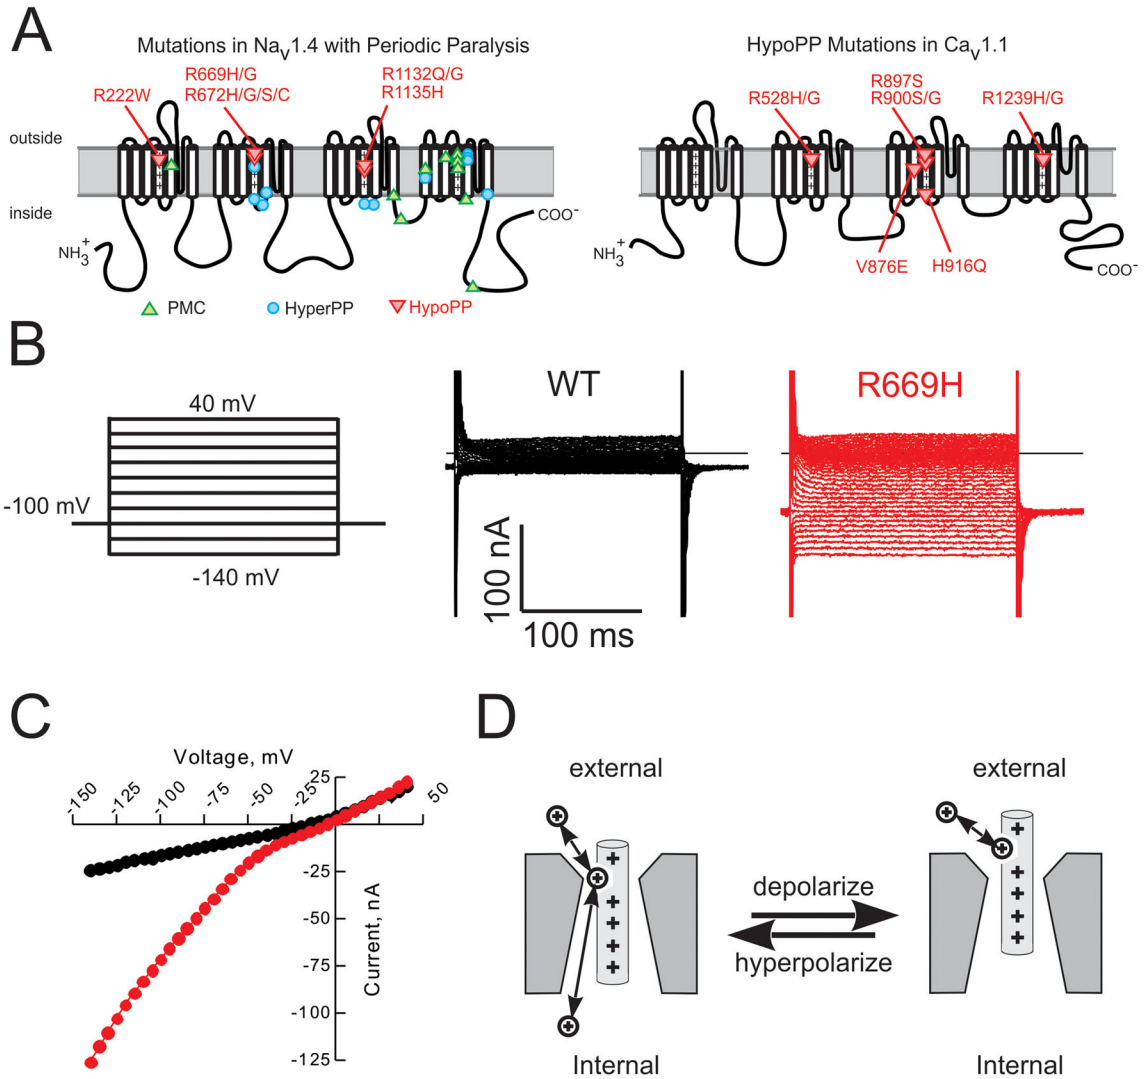 A
Mutations in Nav1.4 with Periodic Paralysis
R669H/G
R672H/G/S/C
R222W
R1132Q/G
R1135H
outside
inside
NH3+
COO-
PMC
HyperPP
HypoPP
HypoPP Mutations in Cav1.1
R528H/G
R897S
R900S/G
R1239H/G
NH3+
V876E
H916Q
COO-
B
40 mV
-100 mV
-140 mV
WT
100 nA
100 ms
R669H
C
Voltage, mV
-150
-125
-100
-75
-50
-25
50
25
-25
-50
-75
-100
-125
Current, nA
D
external
Internal
depolarize
hyperpolarize
external
Internal